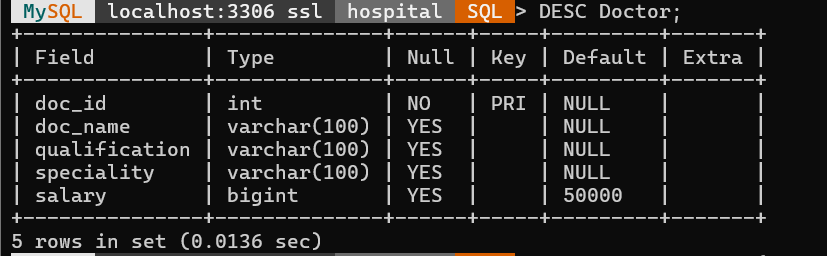 MySQL localhost:3306 ssl hospital SQL> DESC Doctor;
+---------------+--------------+------+-----+---------+-------+
| Field         | Type         | Null | Key | Default | Extra |
+---------------+--------------+------+-----+---------+-------+
| doc_id        | int          | NO   | PRI | NULL    |       |
| doc_name      | varchar(100) | YES  |     | NULL    |       |
| qualification | varchar(100) | YES  |     | NULL    |       |
| speciality    | varchar(100) | YES  |     | NULL    |       |
| salary        | bigint       | YES  |     | 50000   |       |
+---------------+--------------+------+-----+---------+-------+
5 rows in set (0.0136 sec)